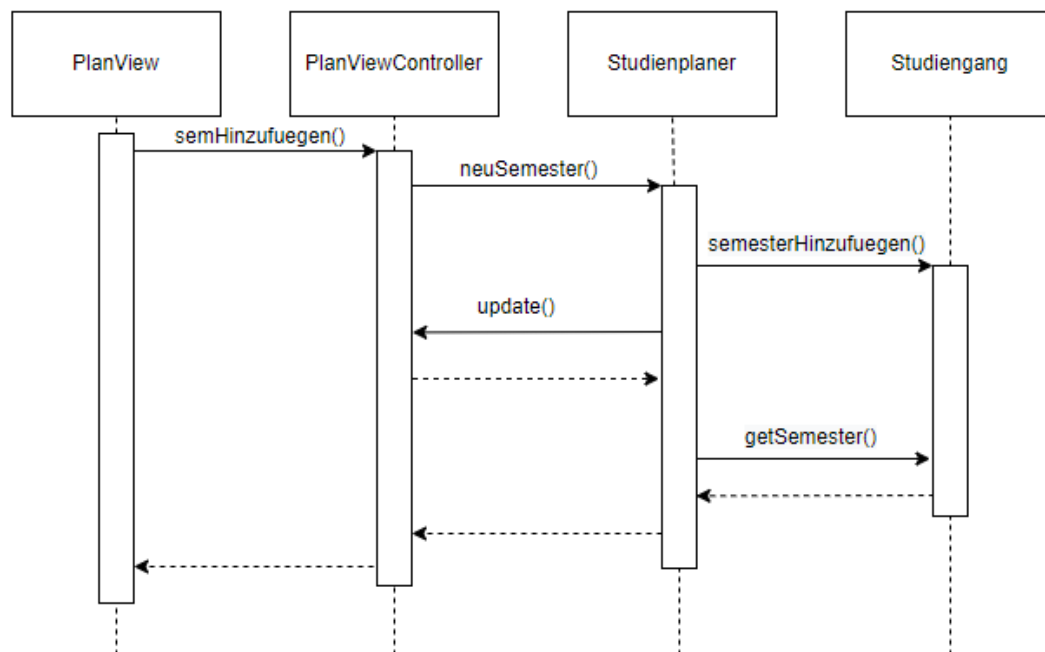 PlanView
PlanViewController
Studienplaner
Studiengang
semHinzufuegen()
neuSemester()
semesterHinzufuegen()
update()
getSemester()